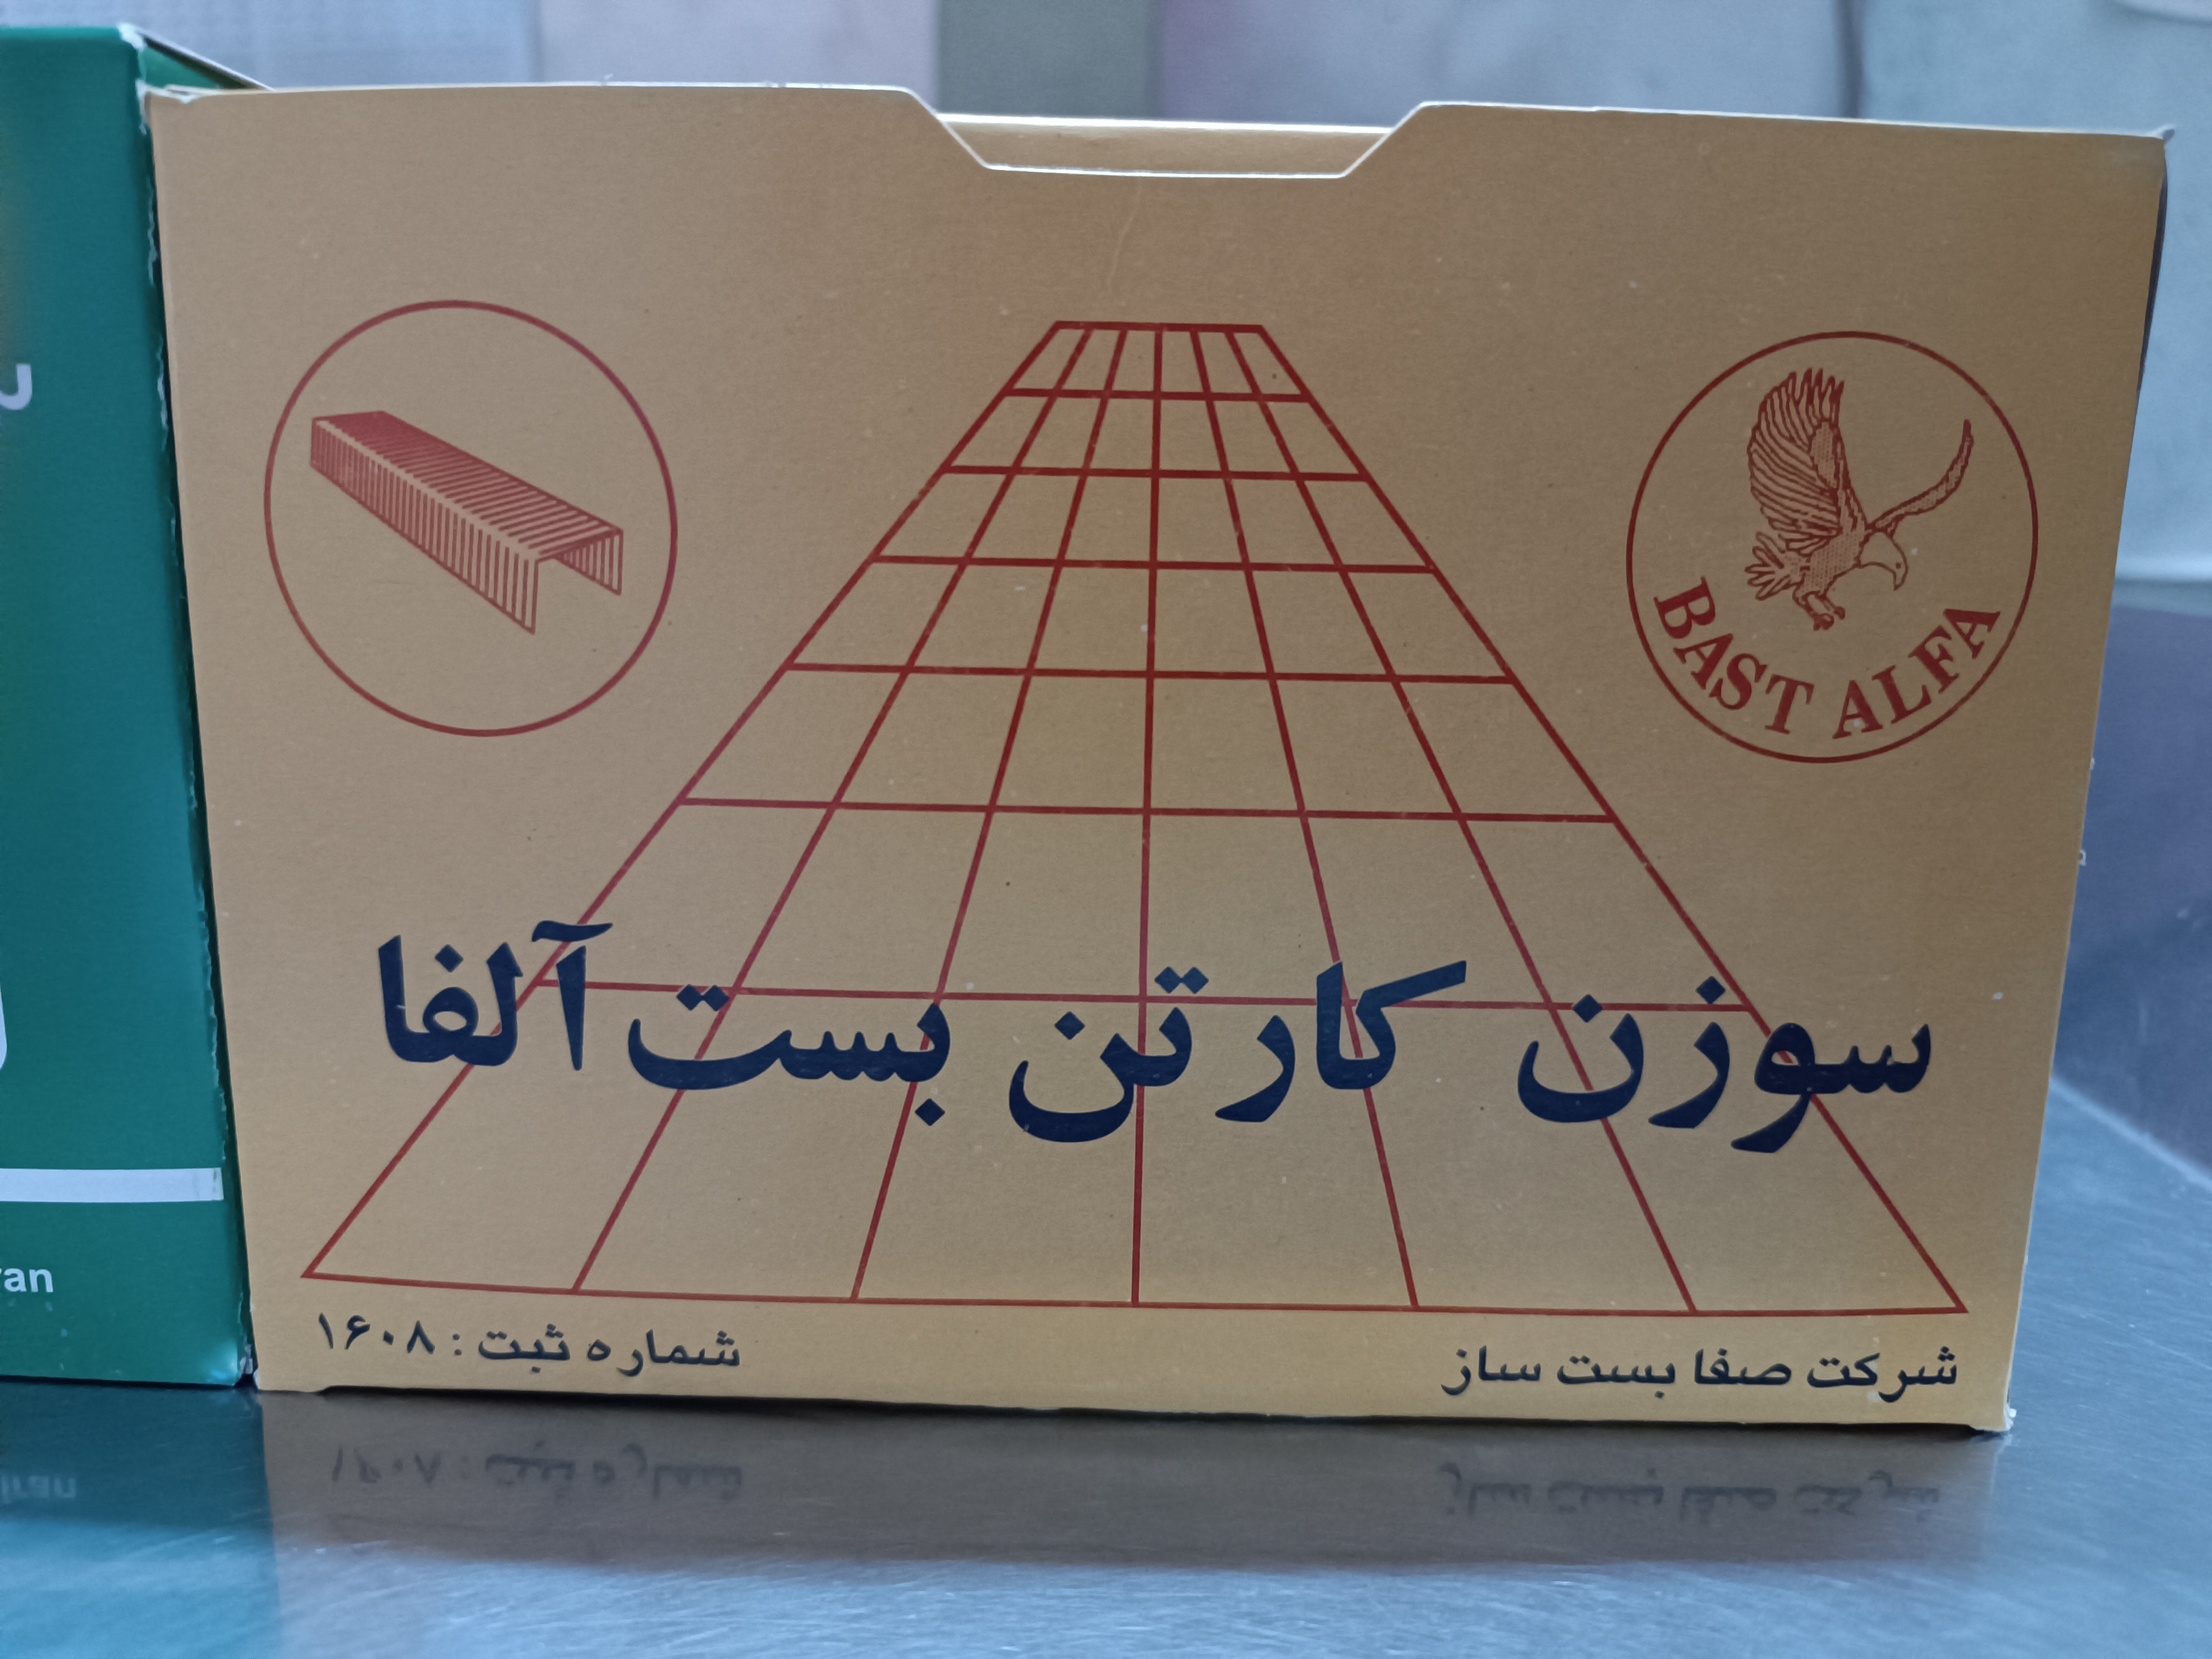 BAST ALFA
سوزن کارتن بست آلفا
شرکت صفا بست ساز
شماره ثبت : ۱۶۰۸